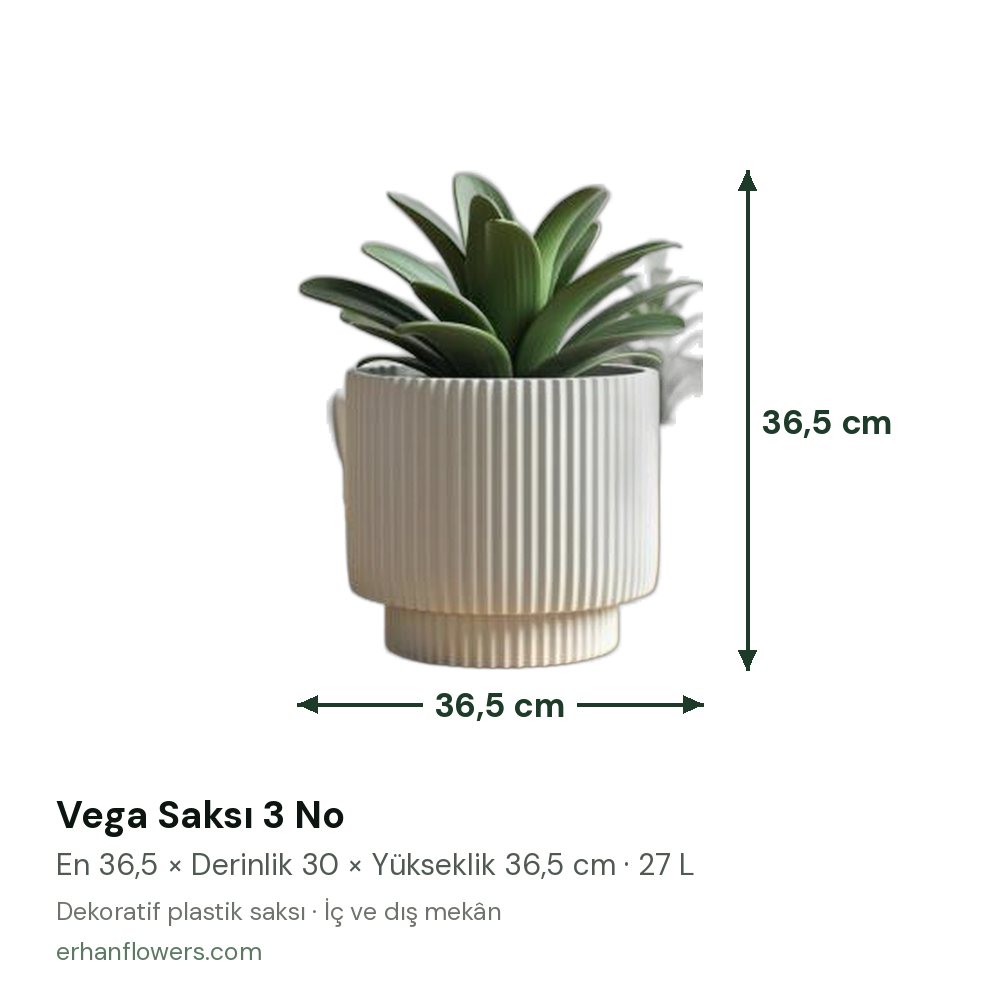 36,5 cm
36,5 cm
Vega Saksı 3 No
En 36,5 × Derinlik 30 × Yükseklik 36,5 cm · 27 L
Dekoratif plastik saksı · İç ve dış mekân
erhanflowers.com